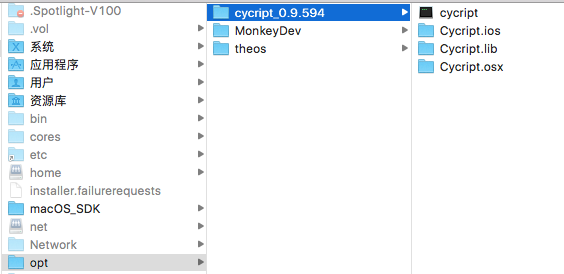 .Spotlight-V100
.vol
系统
应用程序
用户
资源库
bin
cores
etc
home
installer.failurerequests
macOS_SDK
net
Network
opt
cycript_0.9.594
MonkeyDev
theos
cycript
Cycript.ios
Cycript.lib
Cycript.osx